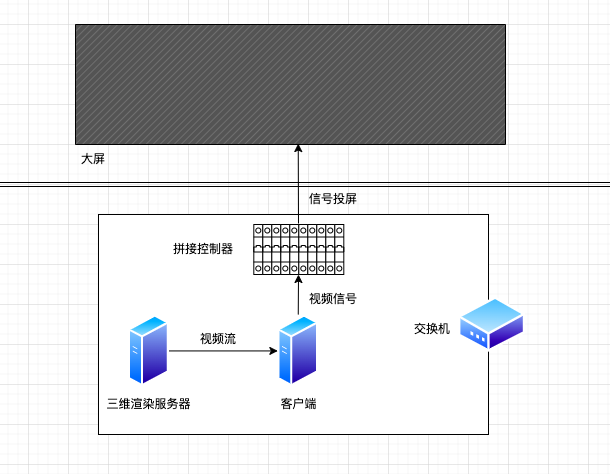 大屏
信号投屏
拼接控制器
视频信号
交换机
视频流
三维渲染服务器
客户端